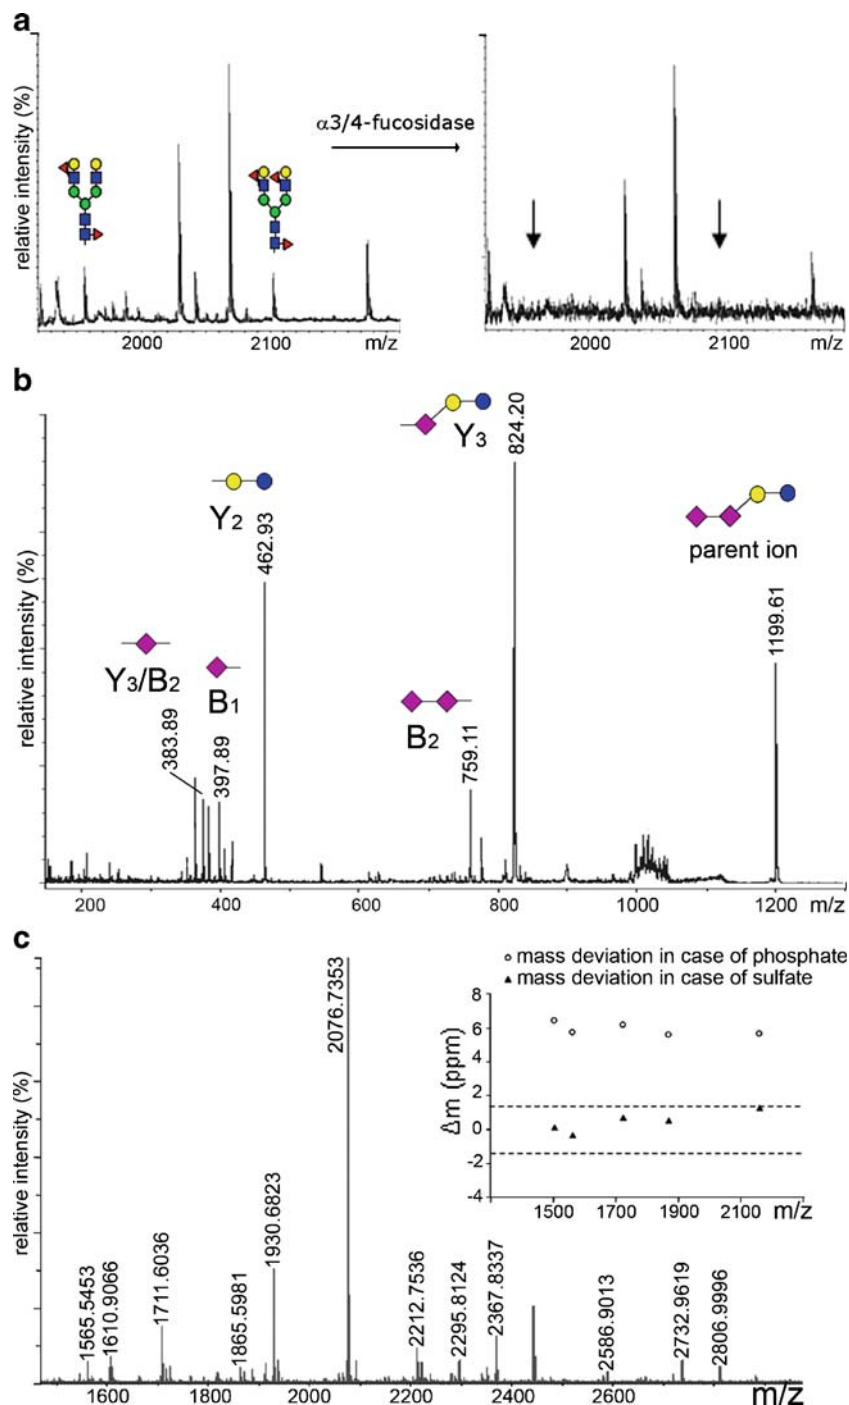 a
relative intensity (%)
α3/4-fucosidase
2000
2100
m/z
2000
2100
m/z
b
relative intensity (%)
Y3/B2
383.89
B1
397.89
Y2
462.93
B2
759.11
Y3
824.20
parent ion
1199.61
200
400
600
800
1000
1200
m/z
c
relative intensity (%)
1565.5453
1610.9066
1711.6036
1865.5981
1930.6823
2076.7353
2212.7536
2295.8124
2367.8337
2586.9013
2732.9619
2806.9996
1600
1800
2000
2200
2400
2600
m/z
mass deviation in case of phosphate
mass deviation in case of sulfate
Δm (ppm)
8
6
4
2
0
-2
-4
1500
1700
1900
2100
m/z